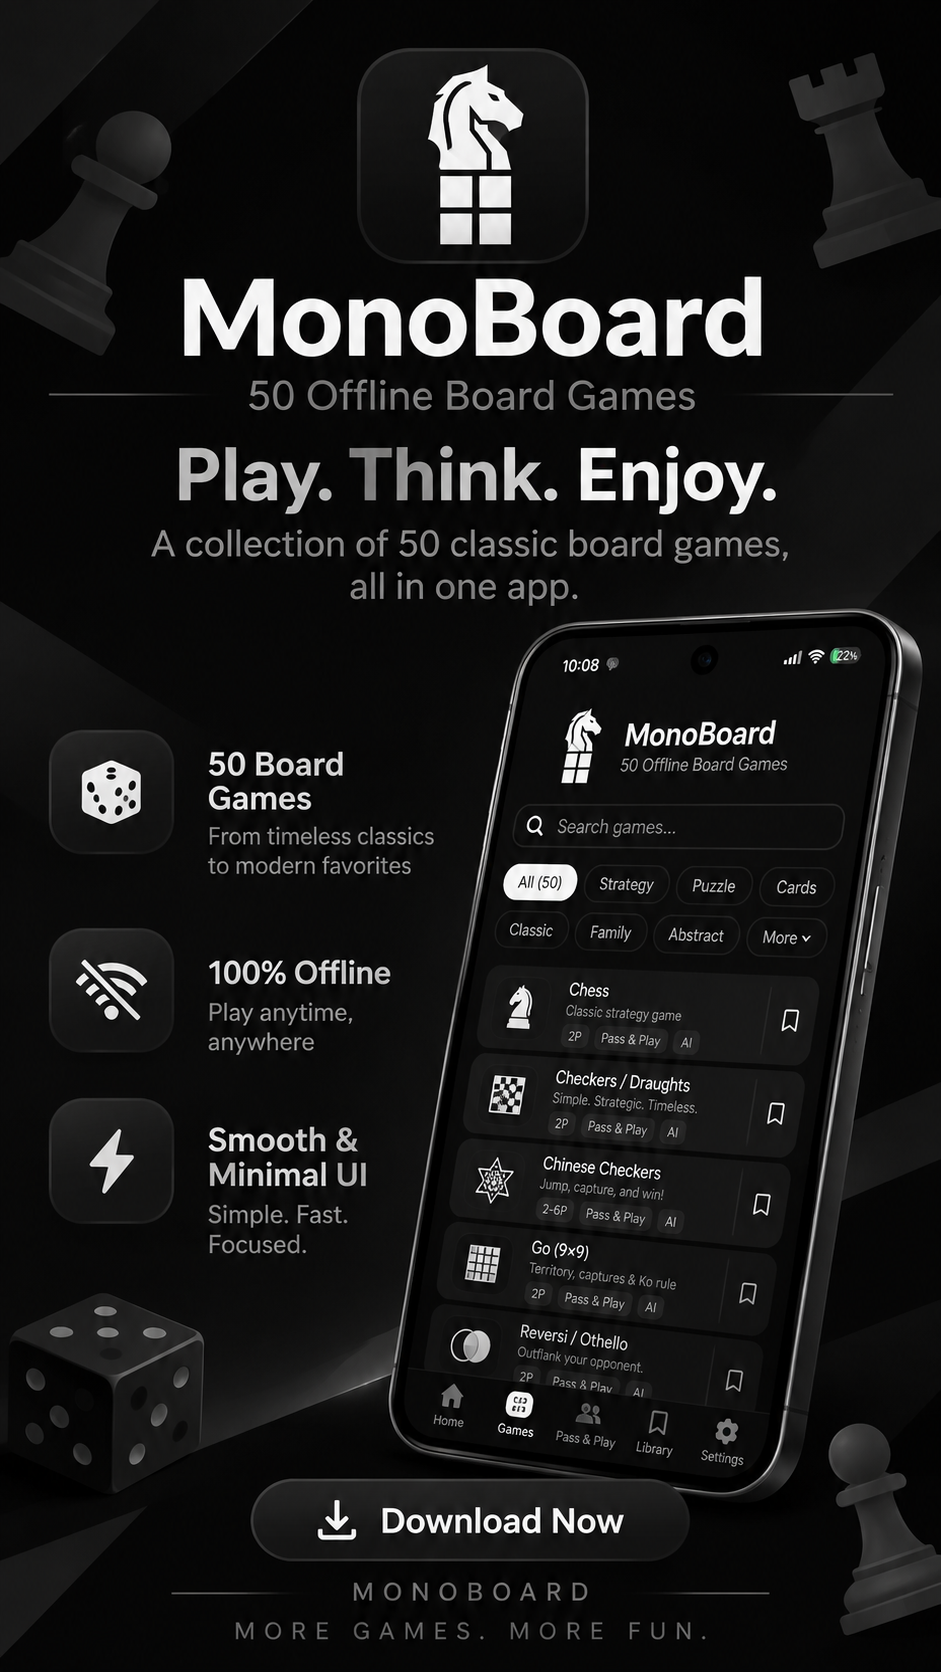 MonoBoard
50 Offline Board Games
Play. Think. Enjoy.
A collection of 50 classic board games,
all in one app.
50 Board
Games
From timeless classics
to modern favorites
100% Offline
Play anytime,
anywhere
Smooth &
Minimal UI
Simple. Fast.
Focused.
10:08
22%
MonoBoard
50 Offline Board Games
Search games...
All (50) Strategy Puzzle Cards
Classic Family Abstract More
Chess
Classic strategy game
2P Pass & Play AI
Checkers / Draughts
Simple. Strategic. Timeless.
2P Pass & Play AI
Chinese Checkers
Jump, capture, and win!
2-6P Pass & Play AI
Go (9×9)
Territory, captures & Ko rule
2P Pass & Play AI
Reversi / Othello
Outflank your opponent.
2P Pass & Play AI
Home Games Pass & Play Library Settings
Download Now
MONOBOARD
MORE GAMES. MORE FUN.